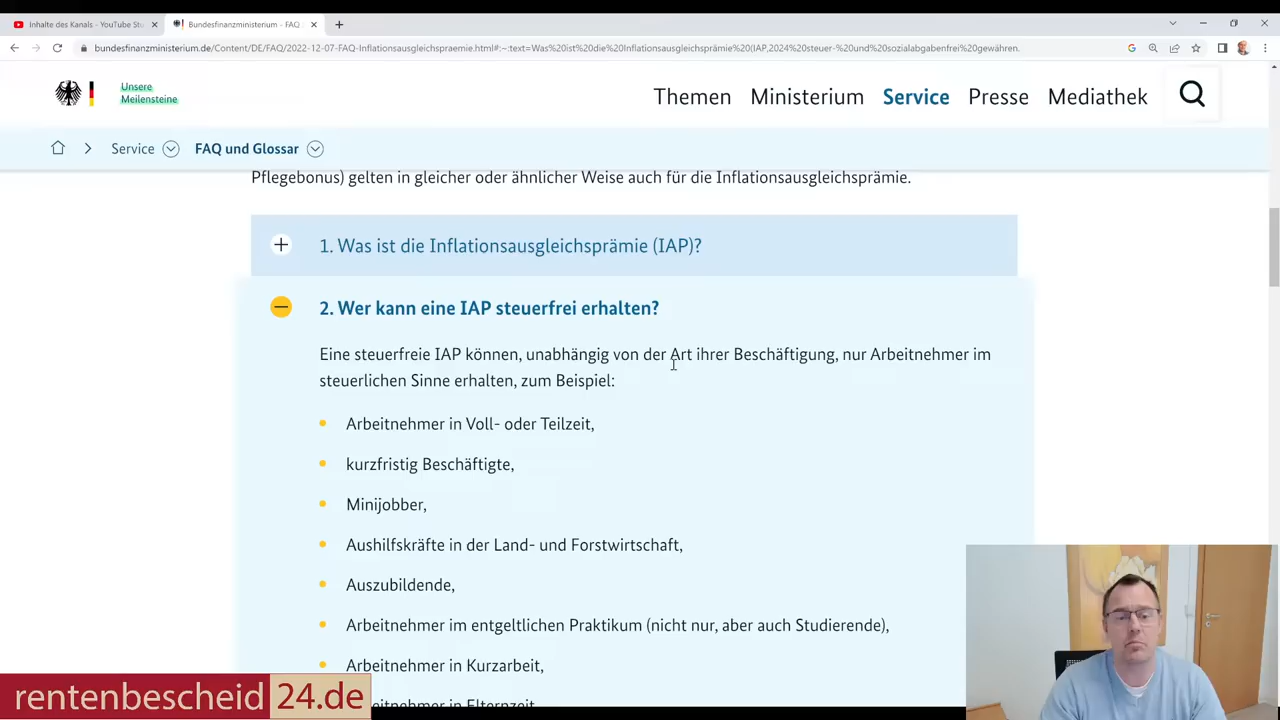 Inhalte des Kanals - YouTube Stu
Bundesfinanzministerium - FAQ
bundesfinanzministerium.de/Content/DE/FAQ/2022-12-07-FAQ-Inflationsausgleichspraemie.html#:~:text=Was%20ist%20die%20Inflationsausgleichsprämie%20(IAP,2024%20steuer-%20und%20sozialabgabenfrei%20gewähren.
Unsere
Meilensteine
Themen Ministerium Service Presse Mediathek
Service FAQ und Glossar
Pflegebonus) gelten in gleicher oder ähnlicher Weise auch für die Inflationsausgleichsprämie.
1. Was ist die Inflationsausgleichsprämie (IAP)?
2. Wer kann eine IAP steuerfrei erhalten?
Eine steuerfreie IAP können, unabhängig von der Art ihrer Beschäftigung, nur Arbeitnehmer im
steuerlichen Sinne erhalten, zum Beispiel:
Arbeitnehmer in Voll- oder Teilzeit,
kurzfristig Beschäftigte,
Minijobber,
Aushilfskräfte in der Land- und Forstwirtschaft,
Auszubildende,
Arbeitnehmer im entgeltlichen Praktikum (nicht nur, aber auch Studierende),
Arbeitnehmer in Kurzarbeit,
eitnehmer in Elternzeit
rentenbescheid24.de